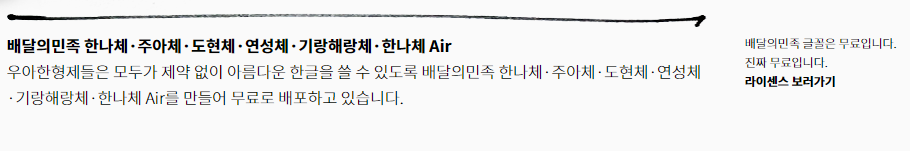 배달의민족 한나체·주아체·도현체·연성체·기랑해랑체·한나체 Air
우아한형제들은 모두가 제약 없이 아름다운 한글을 쓸 수 있도록 배달의민족 한나체·주아체·도현체·연성체
·기랑해랑체·한나체 Air를 만들어 무료로 배포하고 있습니다.
배달의민족 글꼴은 무료입니다.
진짜 무료입니다.
라이센스 보러가기